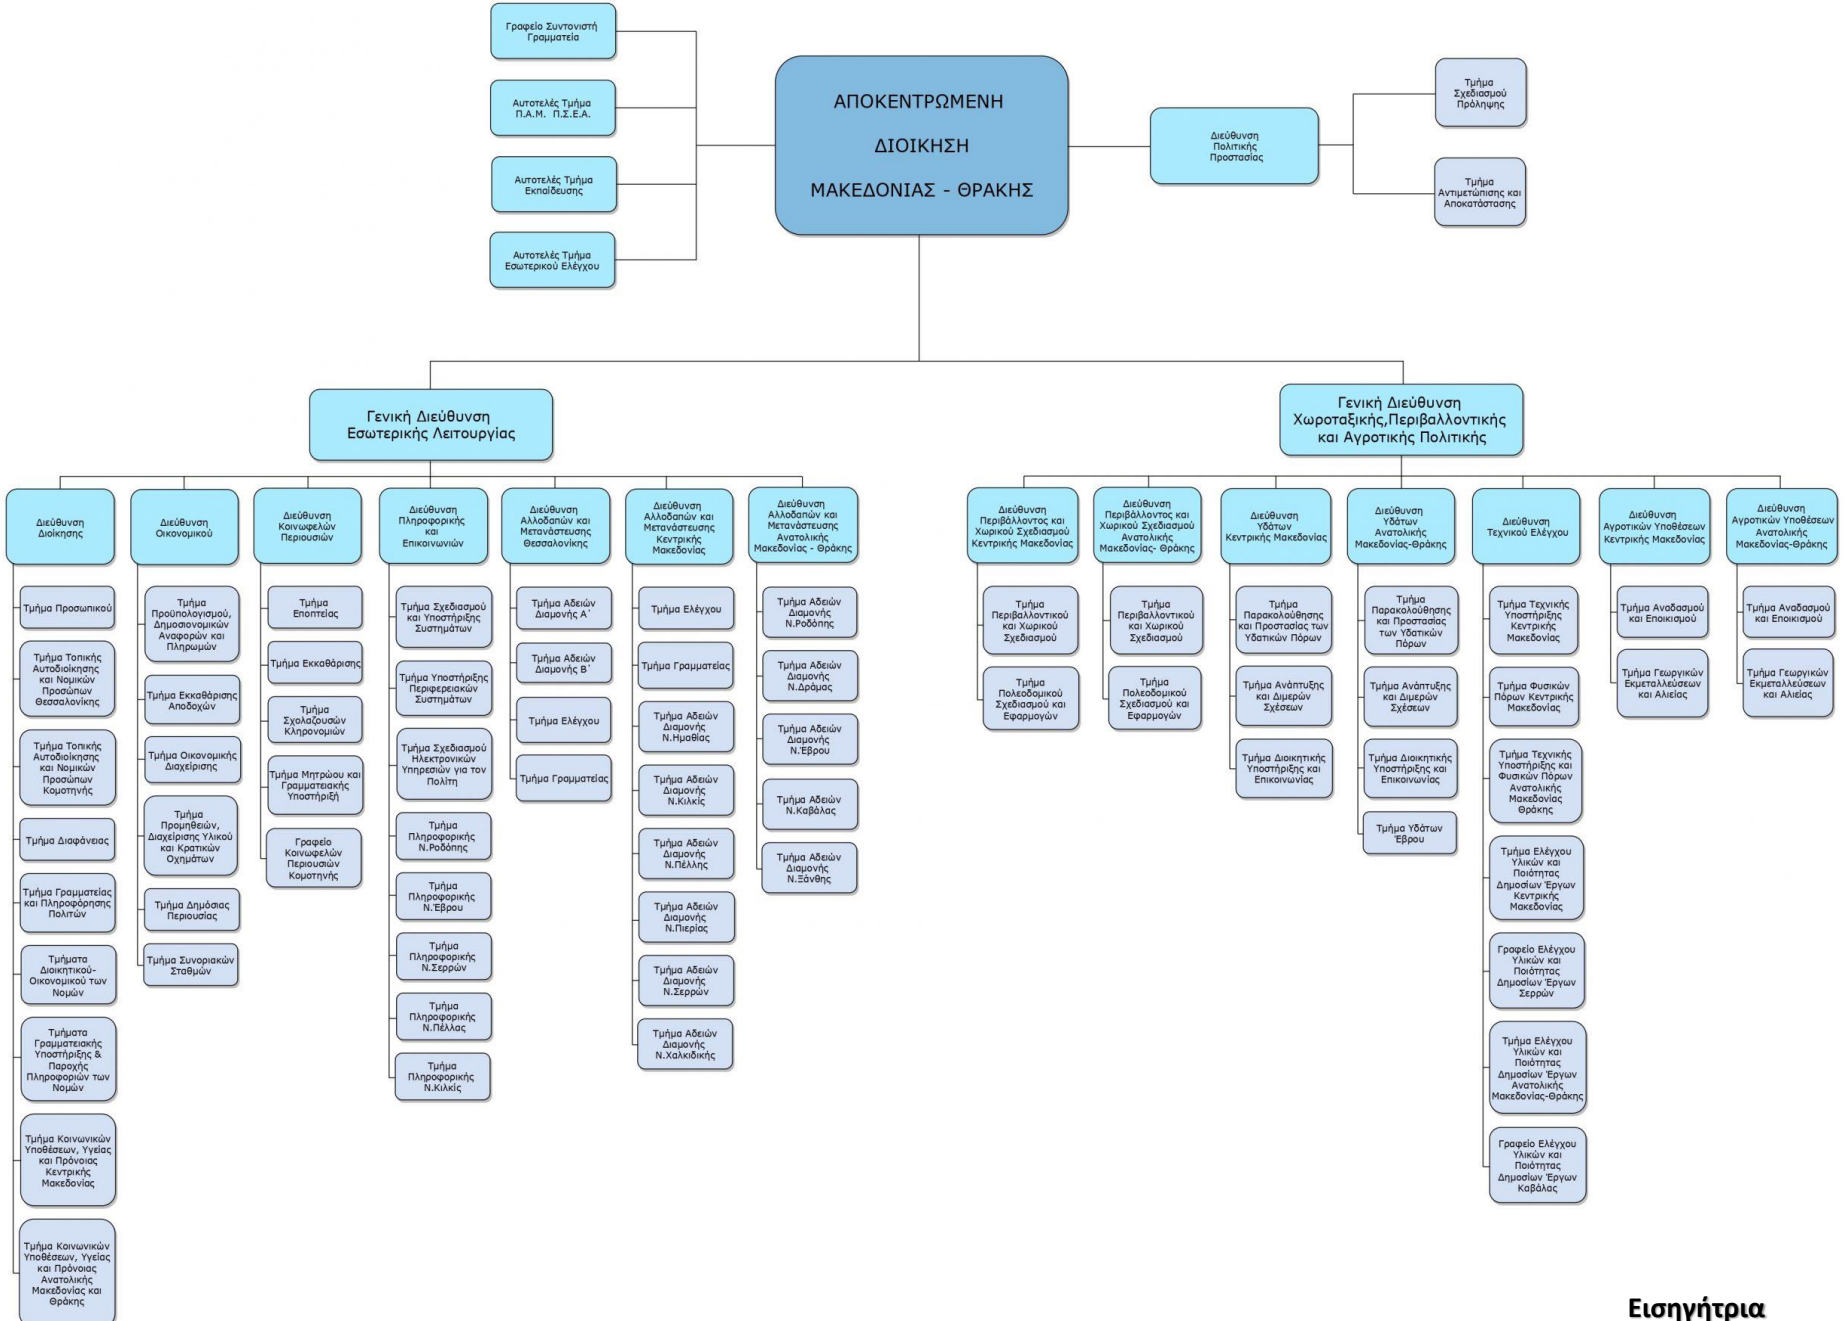 Γραφείο Συντονιστή
Γραμματεία
Αυτοτελές Τμήμα
Π.Α.Μ. Π.Σ.Ε.Α.
Αυτοτελές Τμήμα
Εκπαίδευσης
Αυτοτελές Τμήμα
Εσωτερικού Ελέγχου
ΑΠΟΚΕΝΤΡΩΜΕΝΗ
ΔΙΟΙΚΗΣΗ
ΜΑΚΕΔΟΝΙΑΣ - ΘΡΑΚΗΣ
Διεύθυνση
Πολιτικής
Προστασίας
Τμήμα
Σχεδιασμού
Πρόληψης
Τμήμα
Αντιμετώπισης και
Αποκατάστασης
Γενική Διεύθυνση
Εσωτερικής Λειτουργίας
Γενική Διεύθυνση
Χωροταξικής,Περιβαλλοντικής
και Αγροτικής Πολιτικής
Διεύθυνση
Διοίκησης
Τμήμα Προσωπικού
Τμήμα Τοπικής
Αυτοδιοίκησης
και Νομικών
Προσώπων
Θεσσαλονίκης
Τμήμα Τοπικής
Αυτοδιοίκησης
και Νομικών
Προσώπων
Κομοτηνής
Τμήμα Διαφάνειας
Τμήμα Γραμματείας
και Πληροφόρησης
Πολιτών
Τμήματα
Διοικητικού-
Οικονομικού των
Νομών
Τμήματα
Γραμματειακής
Υποστήριξης &
Παροχής
Πληροφοριών των
Νομών
Τμήμα Κοινωνικών
Υποθέσεων, Υγείας
και Πρόνοιας
Κεντρικής
Μακεδονίας
Τμήμα Κοινωνικών
Υποθέσεων, Υγείας
και Πρόνοιας
Ανατολικής
Μακεδονίας και
Θράκης
Διεύθυνση
Οικονομικού
Τμήμα
Προϋπολογισμού,
Δημοσιονομικών
Αναφορών και
Πληρωμών
Τμήμα Εκκαθάρισης
Αποδοχών
Τμήμα Οικονομικής
Διαχείρισης
Τμήμα
Προμηθειών,
Διαχείρισης Υλικού
και Κρατικών
Οχημάτων
Τμήμα Δημόσιας
Περιουσίας
Τμήμα Συνοριακών
Σταθμών
Διεύθυνση
Κοινωφελών
Περιουσιών
Τμήμα
Εποπτείας
Τμήμα Εκκαθάρισης
Τμήμα
Σχολαζουσών
Κληρονομιών
Τμήμα Μητρώου και
Γραμματειακής
Υποστήριξή
Γραφείο
Κοινωφελών
Περιουσιών
Κομοτηνής
Διεύθυνση
Πληροφορικής
και
Επικοινωνιών
Τμήμα Σχεδιασμού
και Υποστήριξης
Συστημάτων
Τμήμα Υποστήριξης
Περιφερειακών
Συστημάτων
Τμήμα Σχεδιασμού
Ηλεκτρονικών
Υπηρεσιών για τον
Πολίτη
Τμήμα
Πληροφορικής
Ν.Ροδόπης
Τμήμα
Πληροφορικής
Ν.Έβρου
Τμήμα
Πληροφορικής
Ν.Σερρών
Τμήμα
Πληροφορικής
Ν.Πέλλας
Τμήμα
Πληροφορικής
Ν.Κιλκίς
Διεύθυνση
Αλλοδαπών και
Μετανάστευσης
Θεσσαλονίκης
Τμήμα Αδειών
Διαμονής Α΄
Τμήμα Αδειών
Διαμονής Β΄
Τμήμα Ελέγχου
Τμήμα Γραμματείας
Διεύθυνση
Αλλοδαπών και
Μετανάστευσης
Κεντρικής
Μακεδονίας
Τμήμα Ελέγχου
Τμήμα Γραμματείας
Τμήμα Αδειών
Διαμονής
Ν.Ημαθίας
Τμήμα Αδειών
Διαμονής
Ν.Κιλκίς
Τμήμα Αδειών
Διαμονής
Ν.Πέλλης
Τμήμα Αδειών
Διαμονής
Ν.Πιερίας
Τμήμα Αδειών
Διαμονής
Ν.Σερρών
Τμήμα Αδειών
Διαμονής
Ν.Χαλκιδικής
Διεύθυνση
Αλλοδαπών και
Μετανάστευσης
Ανατολικής
Μακεδονίας - Θράκης
Τμήμα Αδειών
Διαμονής
Ν.Ροδόπης
Τμήμα Αδειών
Διαμονής
Ν.Δράμας
Τμήμα Αδειών
Διαμονής
Ν.Έβρου
Τμήμα Αδειών
Ν.Καβάλας
Τμήμα Αδειών
Διαμονής
Ν.Ξάνθης
Διεύθυνση
Περιβάλλοντος και
Χωρικού Σχεδιασμού
Κεντρικής Μακεδονίας
Τμήμα
Περιβαλλοντικού
και Χωρικού
Σχεδιασμού
Τμήμα
Πολεοδομικού
Σχεδιασμού και
Εφαρμογών
Διεύθυνση
Περιβάλλοντος και
Χωρικού Σχεδιασμού
Ανατολικής
Μακεδονίας- Θράκης
Τμήμα
Περιβαλλοντικού
και Χωρικού
Σχεδιασμού
Τμήμα
Πολεοδομικού
Σχεδιασμού και
Εφαρμογών
Διεύθυνση
Υδάτων
Κεντρικής Μακεδονίας
Τμήμα
Παρακολούθησης
και Προστασίας των
Υδατικών Πόρων
Τμήμα Ανάπτυξης
και Διμερών
Σχέσεων
Τμήμα Διοικητικής
Υποστήριξης και
Επικοινωνίας
Διεύθυνση
Υδάτων
Ανατολικής
Μακεδονίας-Θράκης
Τμήμα
Παρακολούθησης
και Προστασίας
των Υδατικών
Πόρων
Τμήμα Ανάπτυξης
και Διμερών
Σχέσεων
Τμήμα Διοικητικής
Υποστήριξης και
Επικοινωνίας
Τμήμα Υδάτων
Έβρου
Διεύθυνση
Τεχνικού Ελέγχου
Τμήμα Τεχνικής
Υποστήριξης
Κεντρικής
Μακεδονίας
Τμήμα Φυσικών
Πόρων Κεντρικής
Μακεδονίας
Τμήμα Τεχνικής
Υποστήριξης και
Φυσικών Πόρων
Ανατολικής
Μακεδονίας
Θράκης
Τμήμα Ελέγχου
Υλικών και
Ποιότητας
Δημοσίων Έργων
Κεντρικής
Μακεδονίας
Γραφείο Ελέγχου
Υλικών και
Ποιότητας
Δημοσίων Έργων
Σερρών
Τμήμα Ελέγχου
Υλικών και
Ποιότητας
Δημοσίων Έργων
Ανατολικής
Μακεδονίας-Θράκης
Γραφείο Ελέγχου
Υλικών και
Ποιότητας
Δημοσίων Έργων
Καβάλας
Διεύθυνση
Αγροτικών Υποθέσεων
Κεντρικής Μακεδονίας
Τμήμα Αναδασμού
και Εποικισμού
Τμήμα Γεωργικών
Εκμεταλλεύσεων
και Αλιείας
Διεύθυνση
Αγροτικών Υποθέσεων
Ανατολικής
Μακεδονίας-Θράκης
Τμήμα Αναδασμού
και Εποικισμού
Τμήμα Γεωργικών
Εκμεταλλεύσεων
και Αλιείας
Εισηγήτρια